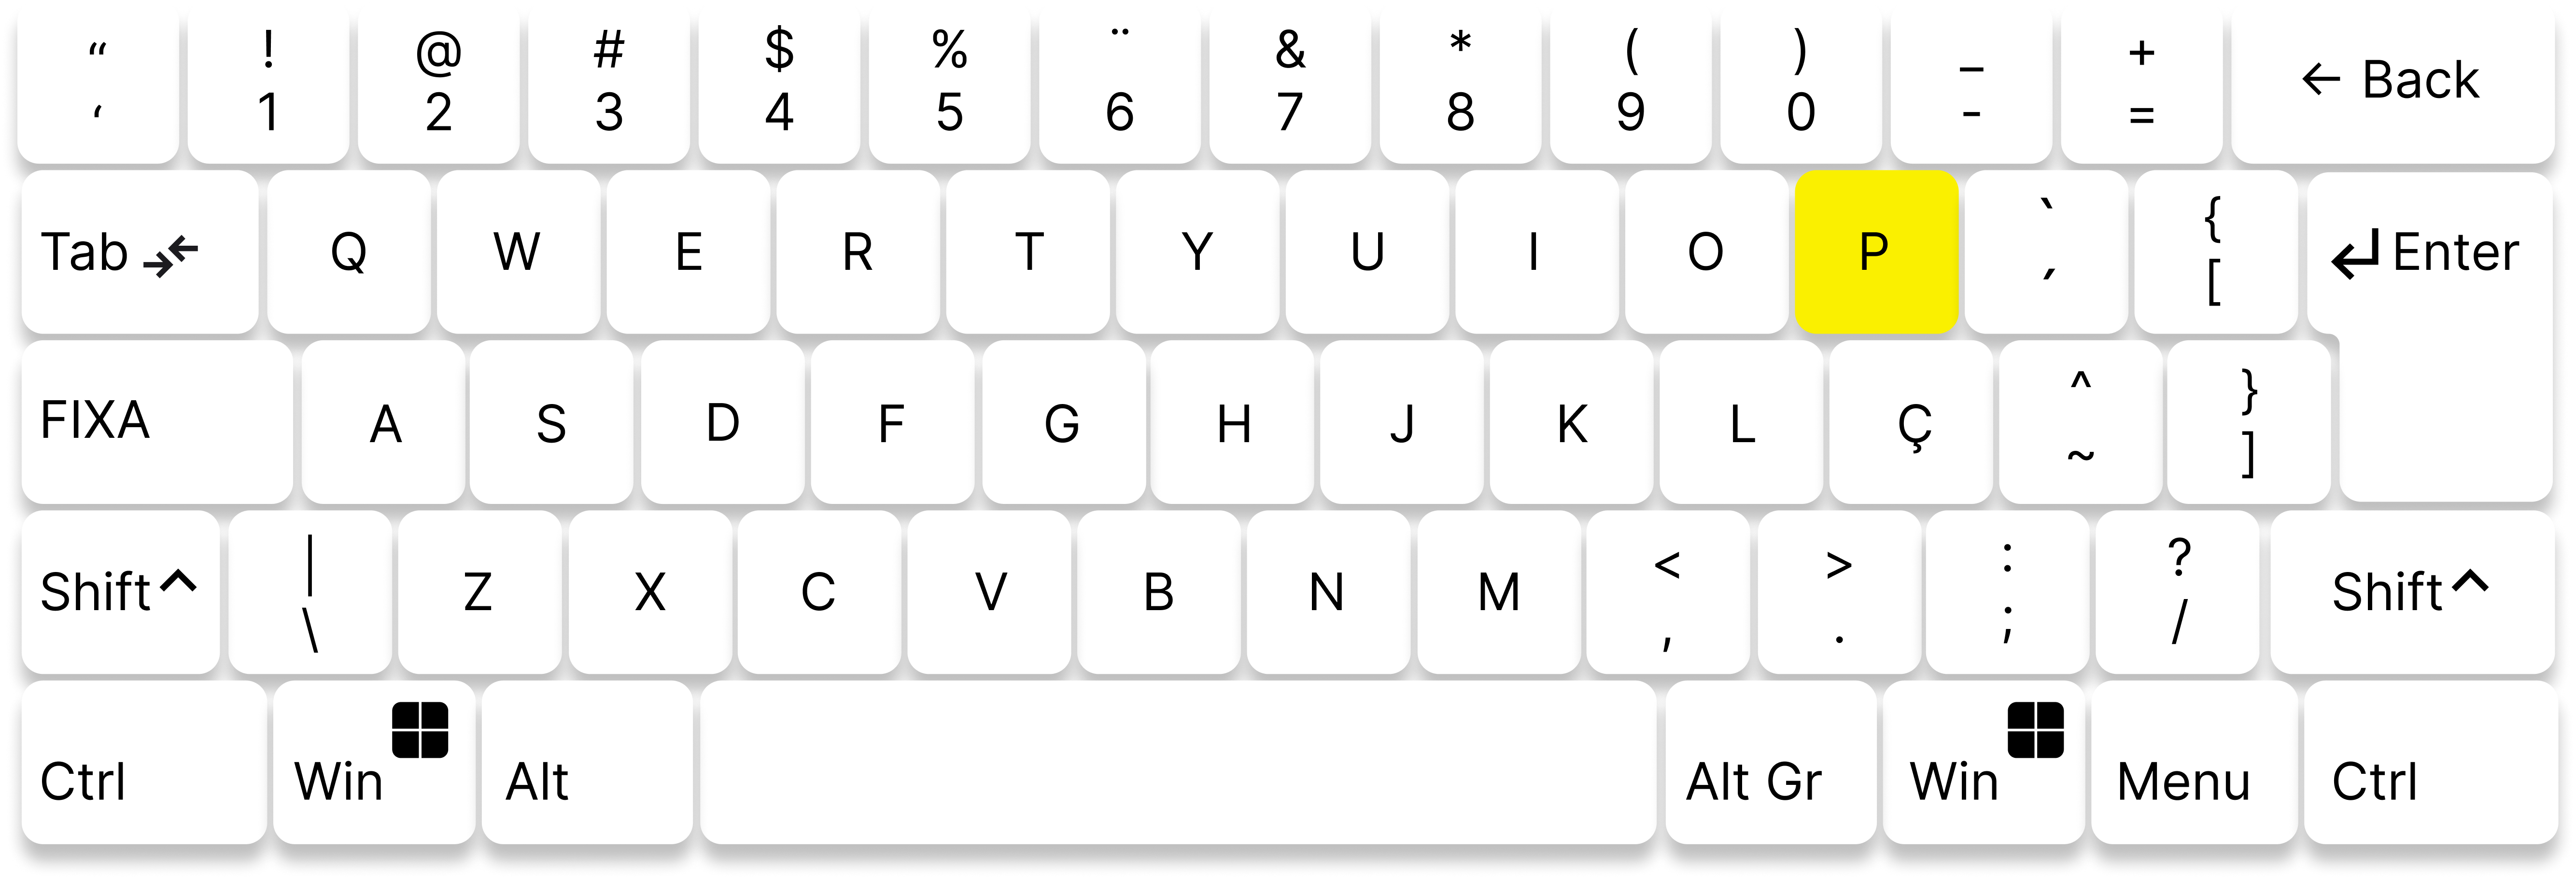 “ ! @ # $ % ¨ & * ( ) _ +
‘ 1 2 3 4 5 6 7 8 9 0 - = ← Back
Tab Q W E R T Y U I O P ` ´ { [ Enter
FIXA A S D F G H J K L Ç ^ ~ } ]
Shift | \ Z X C V B N M < , > . : ; ? / Shift
Ctrl Win Alt Alt Gr Win Menu Ctrl